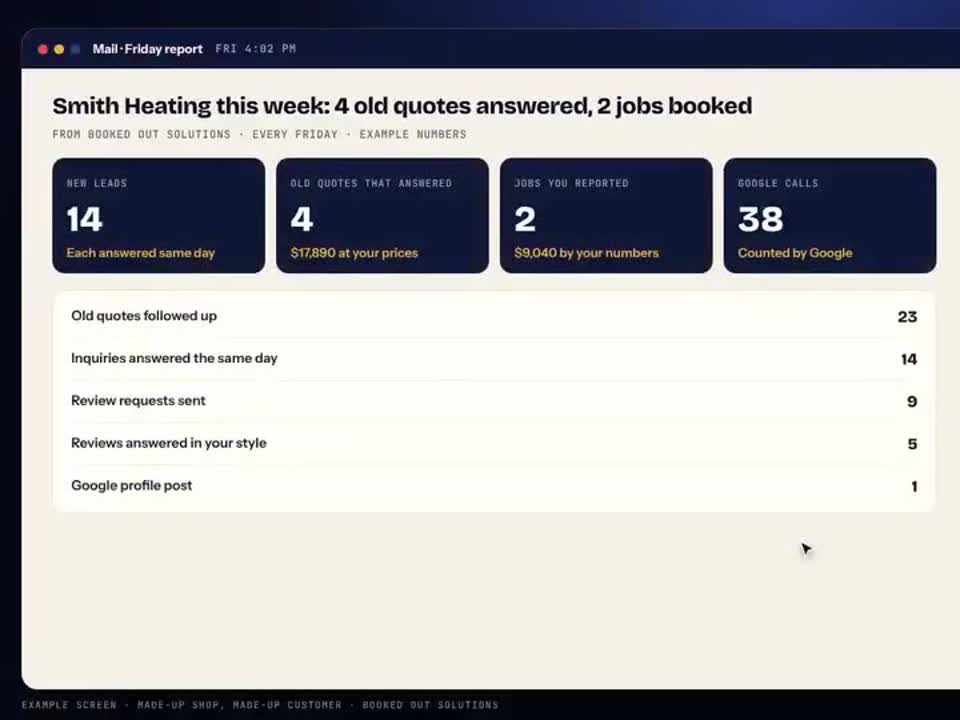 Mail·Friday report FRI 4:02 PM
Smith Heating this week: 4 old quotes answered, 2 jobs booked
FROM BOOKED OUT SOLUTIONS · EVERY FRIDAY · EXAMPLE NUMBERS
NEW LEADS
14
Each answered same day
OLD QUOTES THAT ANSWERED
4
$17,890 at your prices
JOBS YOU REPORTED
2
$9,040 by your numbers
GOOGLE CALLS
38
Counted by Google
Old quotes followed up 23
Inquiries answered the same day 14
Review requests sent 9
Reviews answered in your style 5
Google profile post 1
EXAMPLE SCREEN · MADE-UP SHOP, MADE-UP CUSTOMER · BOOKED OUT SOLUTIONS